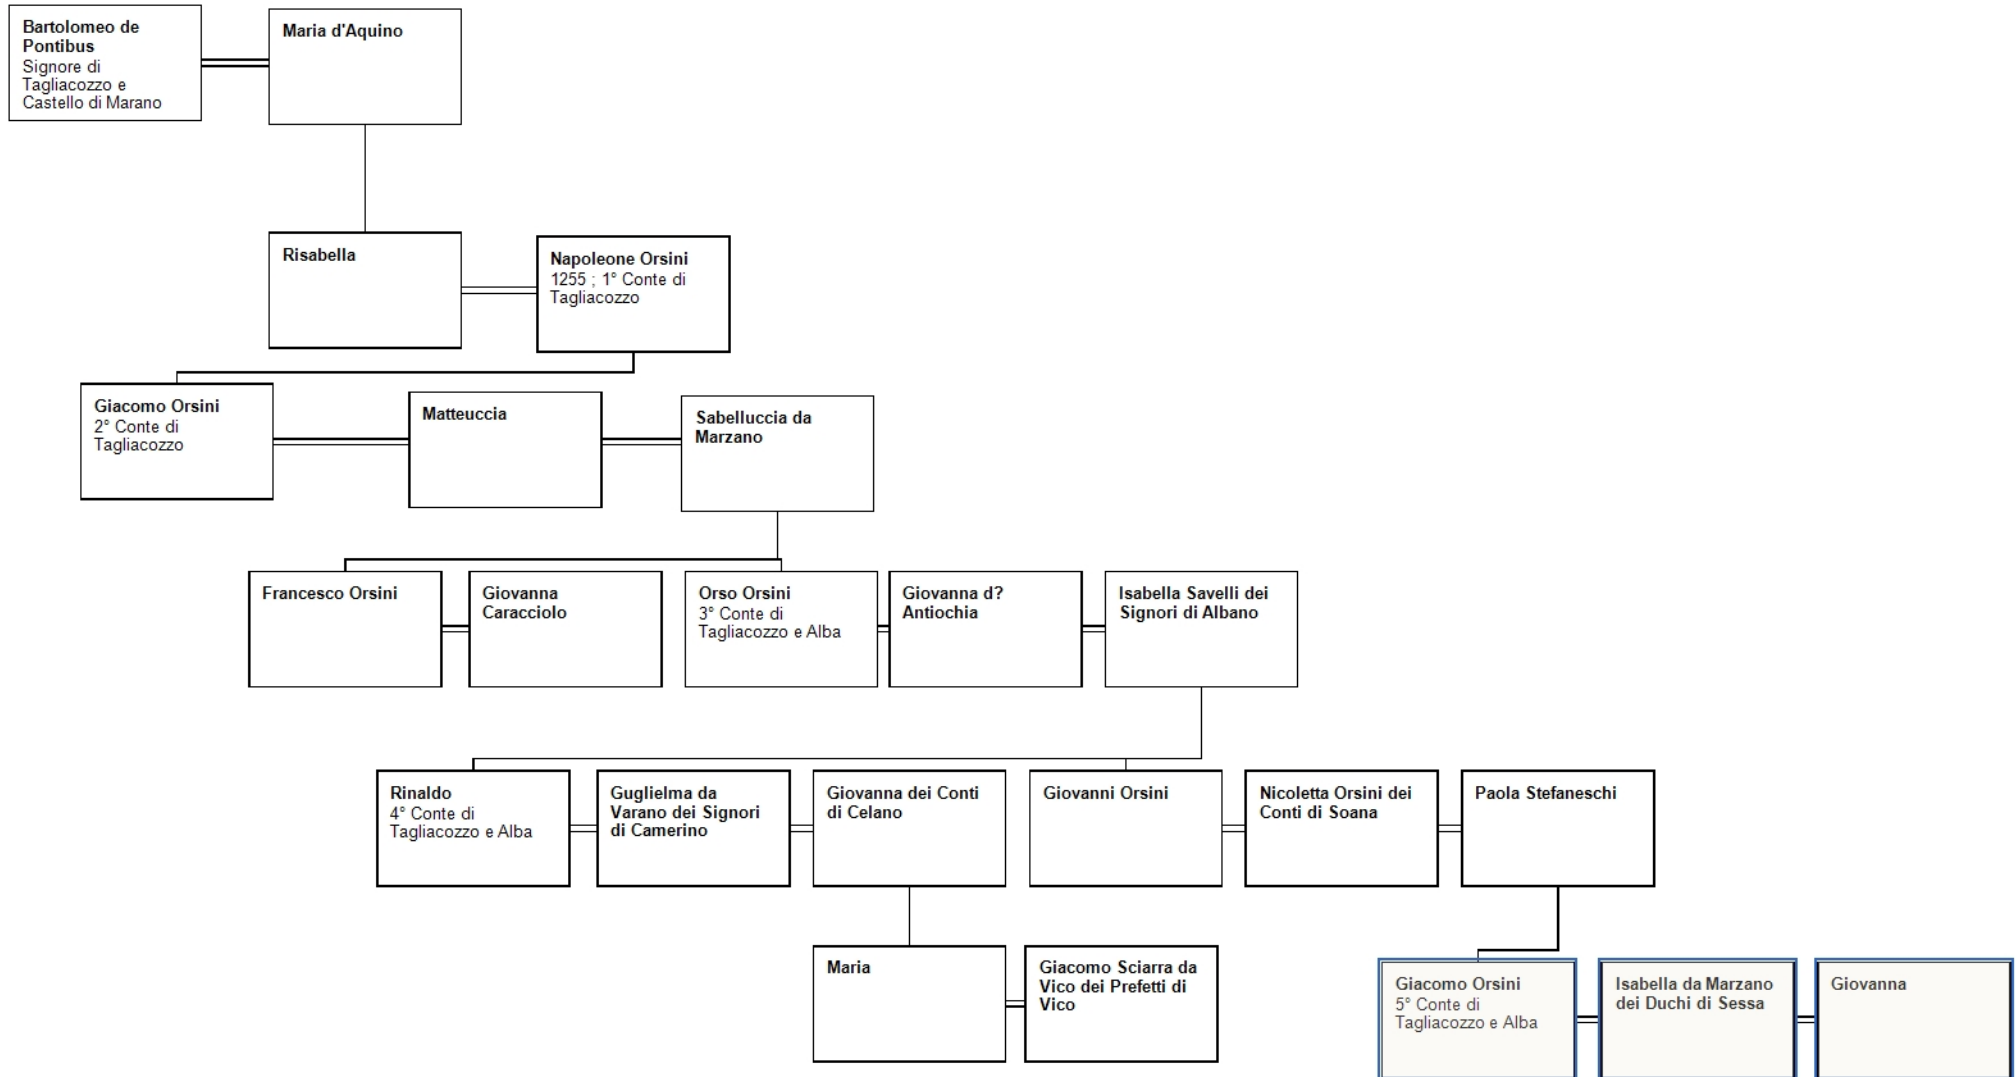 Bartolomeo de
Pontibus
Signore di
Tagliacozzo e
Castello di Marano
Maria d'Aquino
Risabella
Napoleone Orsini
1255 ; 1° Conte di
Tagliacozzo
Giacomo Orsini
2° Conte di
Tagliacozzo
Matteuccia
Sabelluccia da
Marzano
Francesco Orsini
Giovanna
Caracciolo
Orso Orsini
3° Conte di
Tagliacozzo e Alba
Giovanna d?
Antiochia
Isabella Savelli dei
Signori di Albano
Rinaldo
4° Conte di
Tagliacozzo e Alba
Guglielma da
Varano dei Signori
di Camerino
Giovanna dei Conti
di Celano
Giovanni Orsini
Nicoletta Orsini dei
Conti di Soana
Paola Stefaneschi
Maria
Giacomo Sciarra da
Vico dei Prefetti di
Vico
Giacomo Orsini
5° Conte di
Tagliacozzo e Alba
Isabella da Marzano
dei Duchi di Sessa
Giovanna